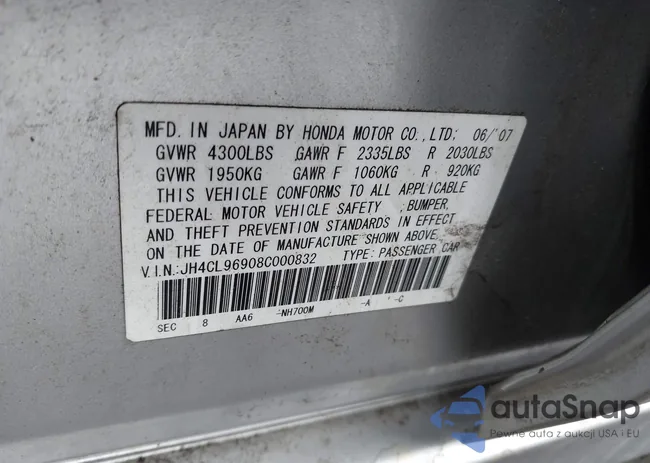 MFD. IN JAPAN BY HONDA MOTOR CO., LTD; 06/'07
GVWR 4300LBS GAWR F 2335LBS R 2030LBS
GVWR 1950KG GAWR F 1060KG R 920KG
THIS VEHICLE CONFORMS TO ALL APPLICABLE
FEDERAL MOTOR VEHICLE SAFETY ,BUMPER,
AND THEFT PREVENTION STANDARDS IN EFFECT
ON THE DATE OF MANUFACTURE SHOWN ABOVE.
V.I.N:JH4CL96908C000832 TYPE: PASSENGER CAR
SEC 8 AA6 -NH700M -A -C
autoSnap
Pewne auta z aukcji USA i EU